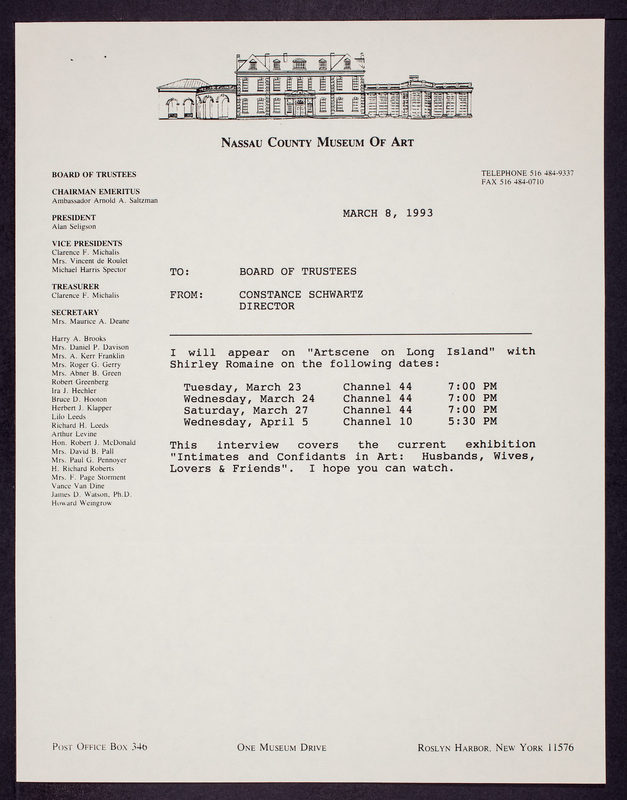 NASSAU COUNTY MUSEUM OF ART
BOARD OF TRUSTEES
CHAIRMAN EMERITUS
Ambassador Arnold A. Saltzman
PRESIDENT
Alan Seligson
VICE PRESIDENTS
Clarence F. Michalis
Mrs. Vincent de Roulet
Michael Harris Spector
TREASURER
Clarence F. Michalis
SECRETARY
Mrs. Maurice A. Deane
Harry A. Brooks
Mrs. Daniel P. Davison
Mrs. A. Kerr Franklin
Mrs. Roger G. Gerry
Mrs. Abner B. Green
Robert Greenberg
Ira J. Hechler
Bruce D. Hooton
Herbert J. Klapper
Lilo Leeds
Richard H. Leeds
Arthur Levine
Hon. Robert J. McDonald
Mrs. David B. Pall
Mrs. Paul G. Pennoyer
H. Richard Roberts
Mrs. F. Page Storment
Vance Van Dine
James D. Watson, Ph.D.
Howard Weingrow
TELEPHONE 516 484-9337
FAX 516 484-0710
MARCH 8, 1993
TO: BOARD OF TRUSTEES
FROM: CONSTANCE SCHWARTZ
DIRECTOR
I will appear on "Artscene on Long Island" with
Shirley Romaine on the following dates:
Tuesday, March 23 Channel 44 7:00 PM
Wednesday, March 24 Channel 44 7:00 PM
Saturday, March 27 Channel 44 7:00 PM
Wednesday, April 5 Channel 10 5:30 PM
This interview covers the current exhibition
"Intimates and Confidants in Art: Husbands, Wives,
Lovers & Friends". I hope you can watch.
POST OFFICE BOX 346 ONE MUSEUM DRIVE ROSLYN HARBOR, NEW YORK 11576